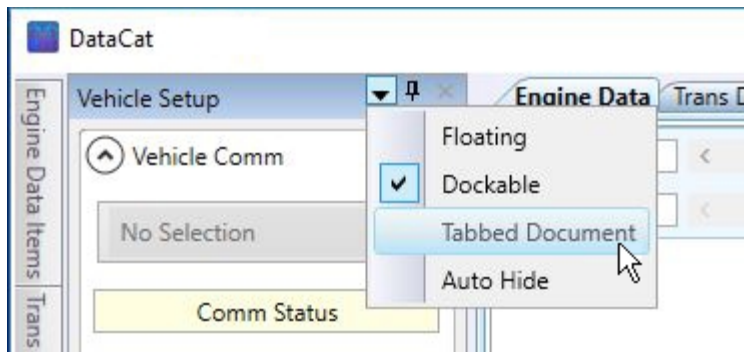 DataCat
Engine Data Items
Trans
Vehicle Setup
Vehicle Comm
No Selection
Comm Status
Floating
Dockable
Tabbed Document
Auto Hide
Engine Data
Trans D